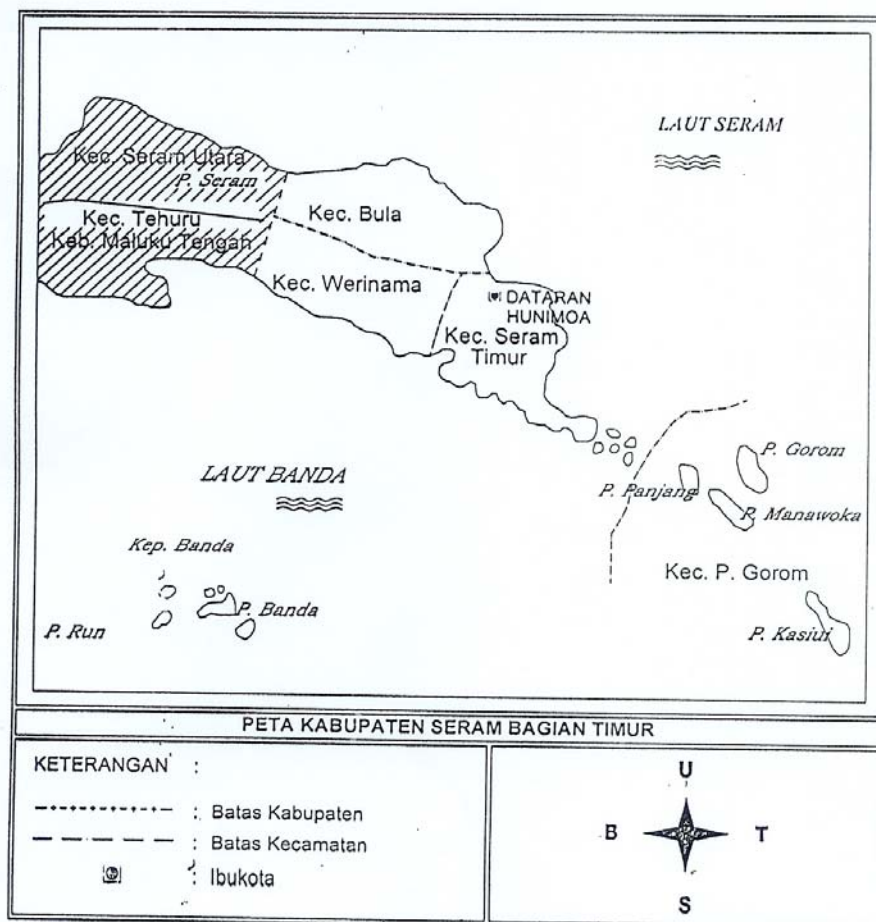 LAUT SERAM
Kec. Seram Utara
P. Seram
Kec. Bula
Kec. Tehuru
Keb. Maluku Tengah
Kec. Werinama
DATARAN
HUNIMOA
Kec. Seram
Timur
P. Gorom
LAUT BANDA
P. Panjang
P. Manawoka
Kep. Banda
Kec. P. Gorom
P. Banda
P. Run
P. Kasiui
PETA KABUPATEN SERAM BAGIAN TIMUR
KETERANGAN :
: Batas Kabupaten
: Batas Kecamatan
: Ibukota
U
B T
S